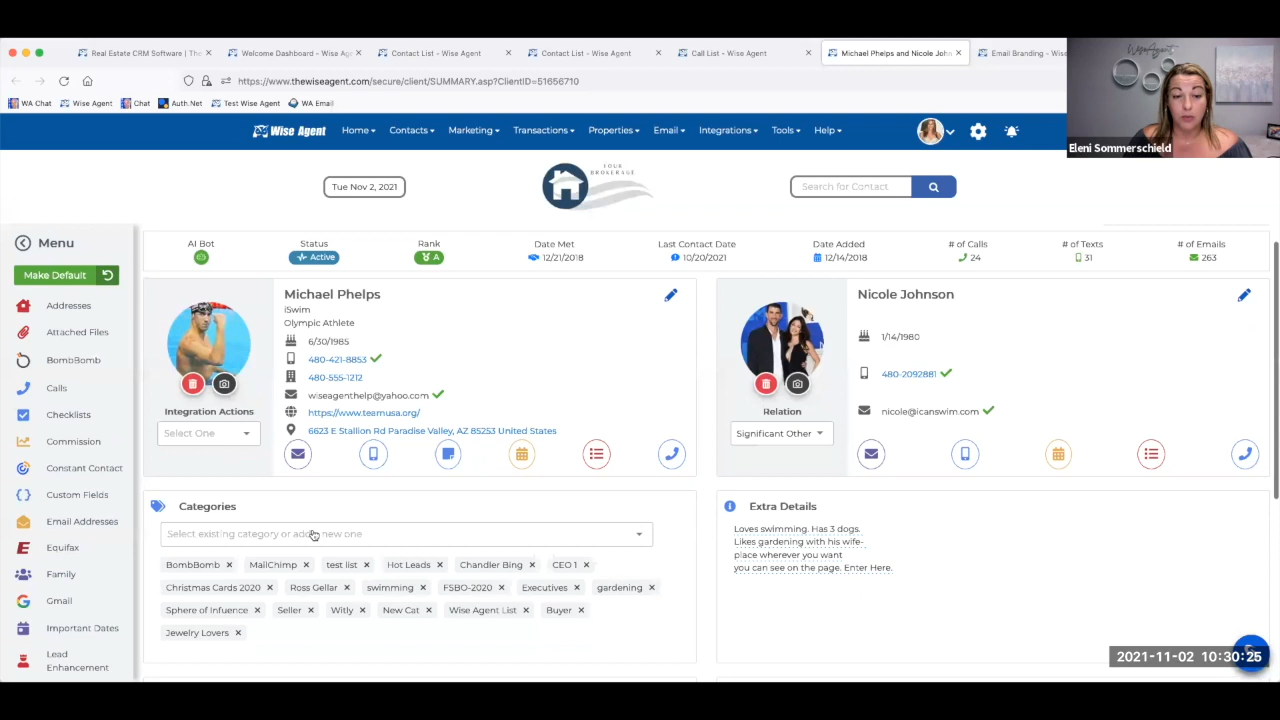 Real Estate CRM Software | The
Welcome Dashboard - Wise Age
Contact List - Wise Agent
Contact List - Wise Agent
Call List - Wise Agent
Michael Phelps and Nicole John
Email Branding - Wise
https://www.thewiseagent.com/secure/client/SUMMARY.asp?ClientID=51656710
WA Chat
Wise Agent
Chat
Auth.Net
Test Wise Agent
WA Email
Eleni Sommerschield
Wise Agent
Home
Contacts
Marketing
Transactions
Properties
Email
Integrations
Tools
Help
Tue Nov 2, 2021
YOUR
BROKERAGE
Search for Contact
Menu
Make Default
Addresses
Attached Files
BombBomb
Calls
Checklists
Commission
Constant Contact
Custom Fields
Email Addresses
Equifax
Family
Gmail
Important Dates
Lead
Enhancement
AI Bot
Status
Active
Rank
A
Date Met
12/21/2018
Last Contact Date
10/20/2021
Date Added
12/14/2018
# of Calls
24
# of Texts
31
# of Emails
263
Michael Phelps
iSwim
Olympic Athlete
6/30/1985
480-421-8853
480-555-1212
wiseagenthelp@yahoo.com
https://www.teamusa.org/
6623 E Stallion Rd Paradise Valley, AZ 85253 United States
Integration Actions
Select One
Nicole Johnson
1/14/1980
480-2092881
nicole@icanswim.com
Relation
Significant Other
Categories
Select existing category or add new one
BombBomb × MailChimp × test list × Hot Leads × Chandler Bing × CEO 1 ×
Christmas Cards 2020 × Ross Gellar × swimming × FSBO-2020 × Executives × gardening ×
Sphere of Infuence × Seller × Witly × New Cat × Wise Agent List × Buyer ×
Jewelry Lovers ×
Extra Details
Loves swimming. Has 3 dogs.
Likes gardening with his wife-
place wherever you want
you can see on the page. Enter Here.
2021-11-02 10:30:25